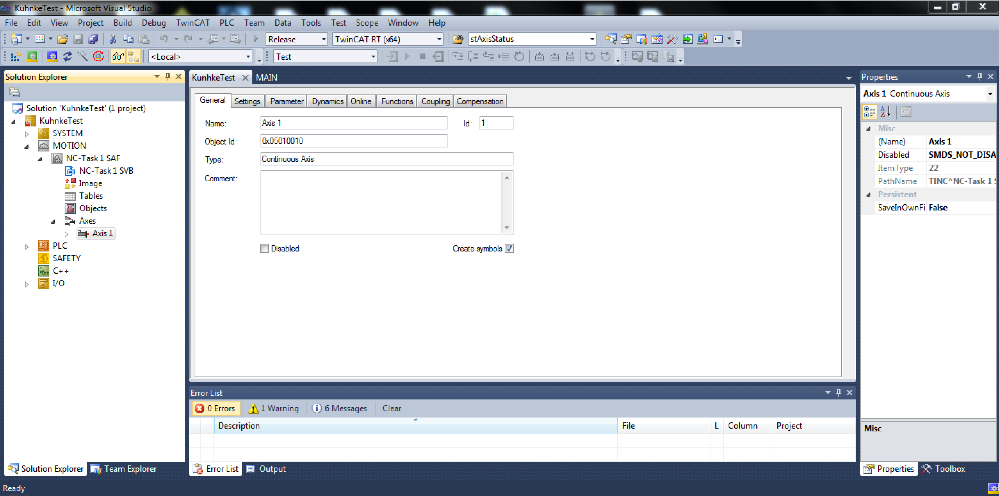 KuhnkeTest - Microsoft Visual Studio
File Edit View Project Build Debug TwinCAT PLC Team Data Tools Test Scope Window Help
Release TwinCAT RT (x64) stAxisStatus
<Local> Test
Solution Explorer
Solution 'KuhnkeTest' (1 project)
KuhnkeTest
SYSTEM
MOTION
NC-Task 1 SAF
NC-Task 1 SVB
Image
Tables
Objects
Axes
Axis 1
PLC
SAFETY
C++
I/O
Solution Explorer Team Explorer
KunhkeTest MAIN
General Settings Parameter Dynamics Online Functions Coupling Compensation
Name: Axis 1 Id: 1
Object Id: 0x05010010
Type: Continuous Axis
Comment:
Disabled Create symbols
Error List
0 Errors 1 Warning 6 Messages Clear
Description File L Column Project
Error List Output
Properties
Axis 1 Continuous Axis
Misc
(Name) Axis 1
Disabled SMDS_NOT_DISA
ItemType 22
PathName TINC^NC-Task 1 S
Persistent
SaveInOwnFi False
Misc
Properties Toolbox
Ready